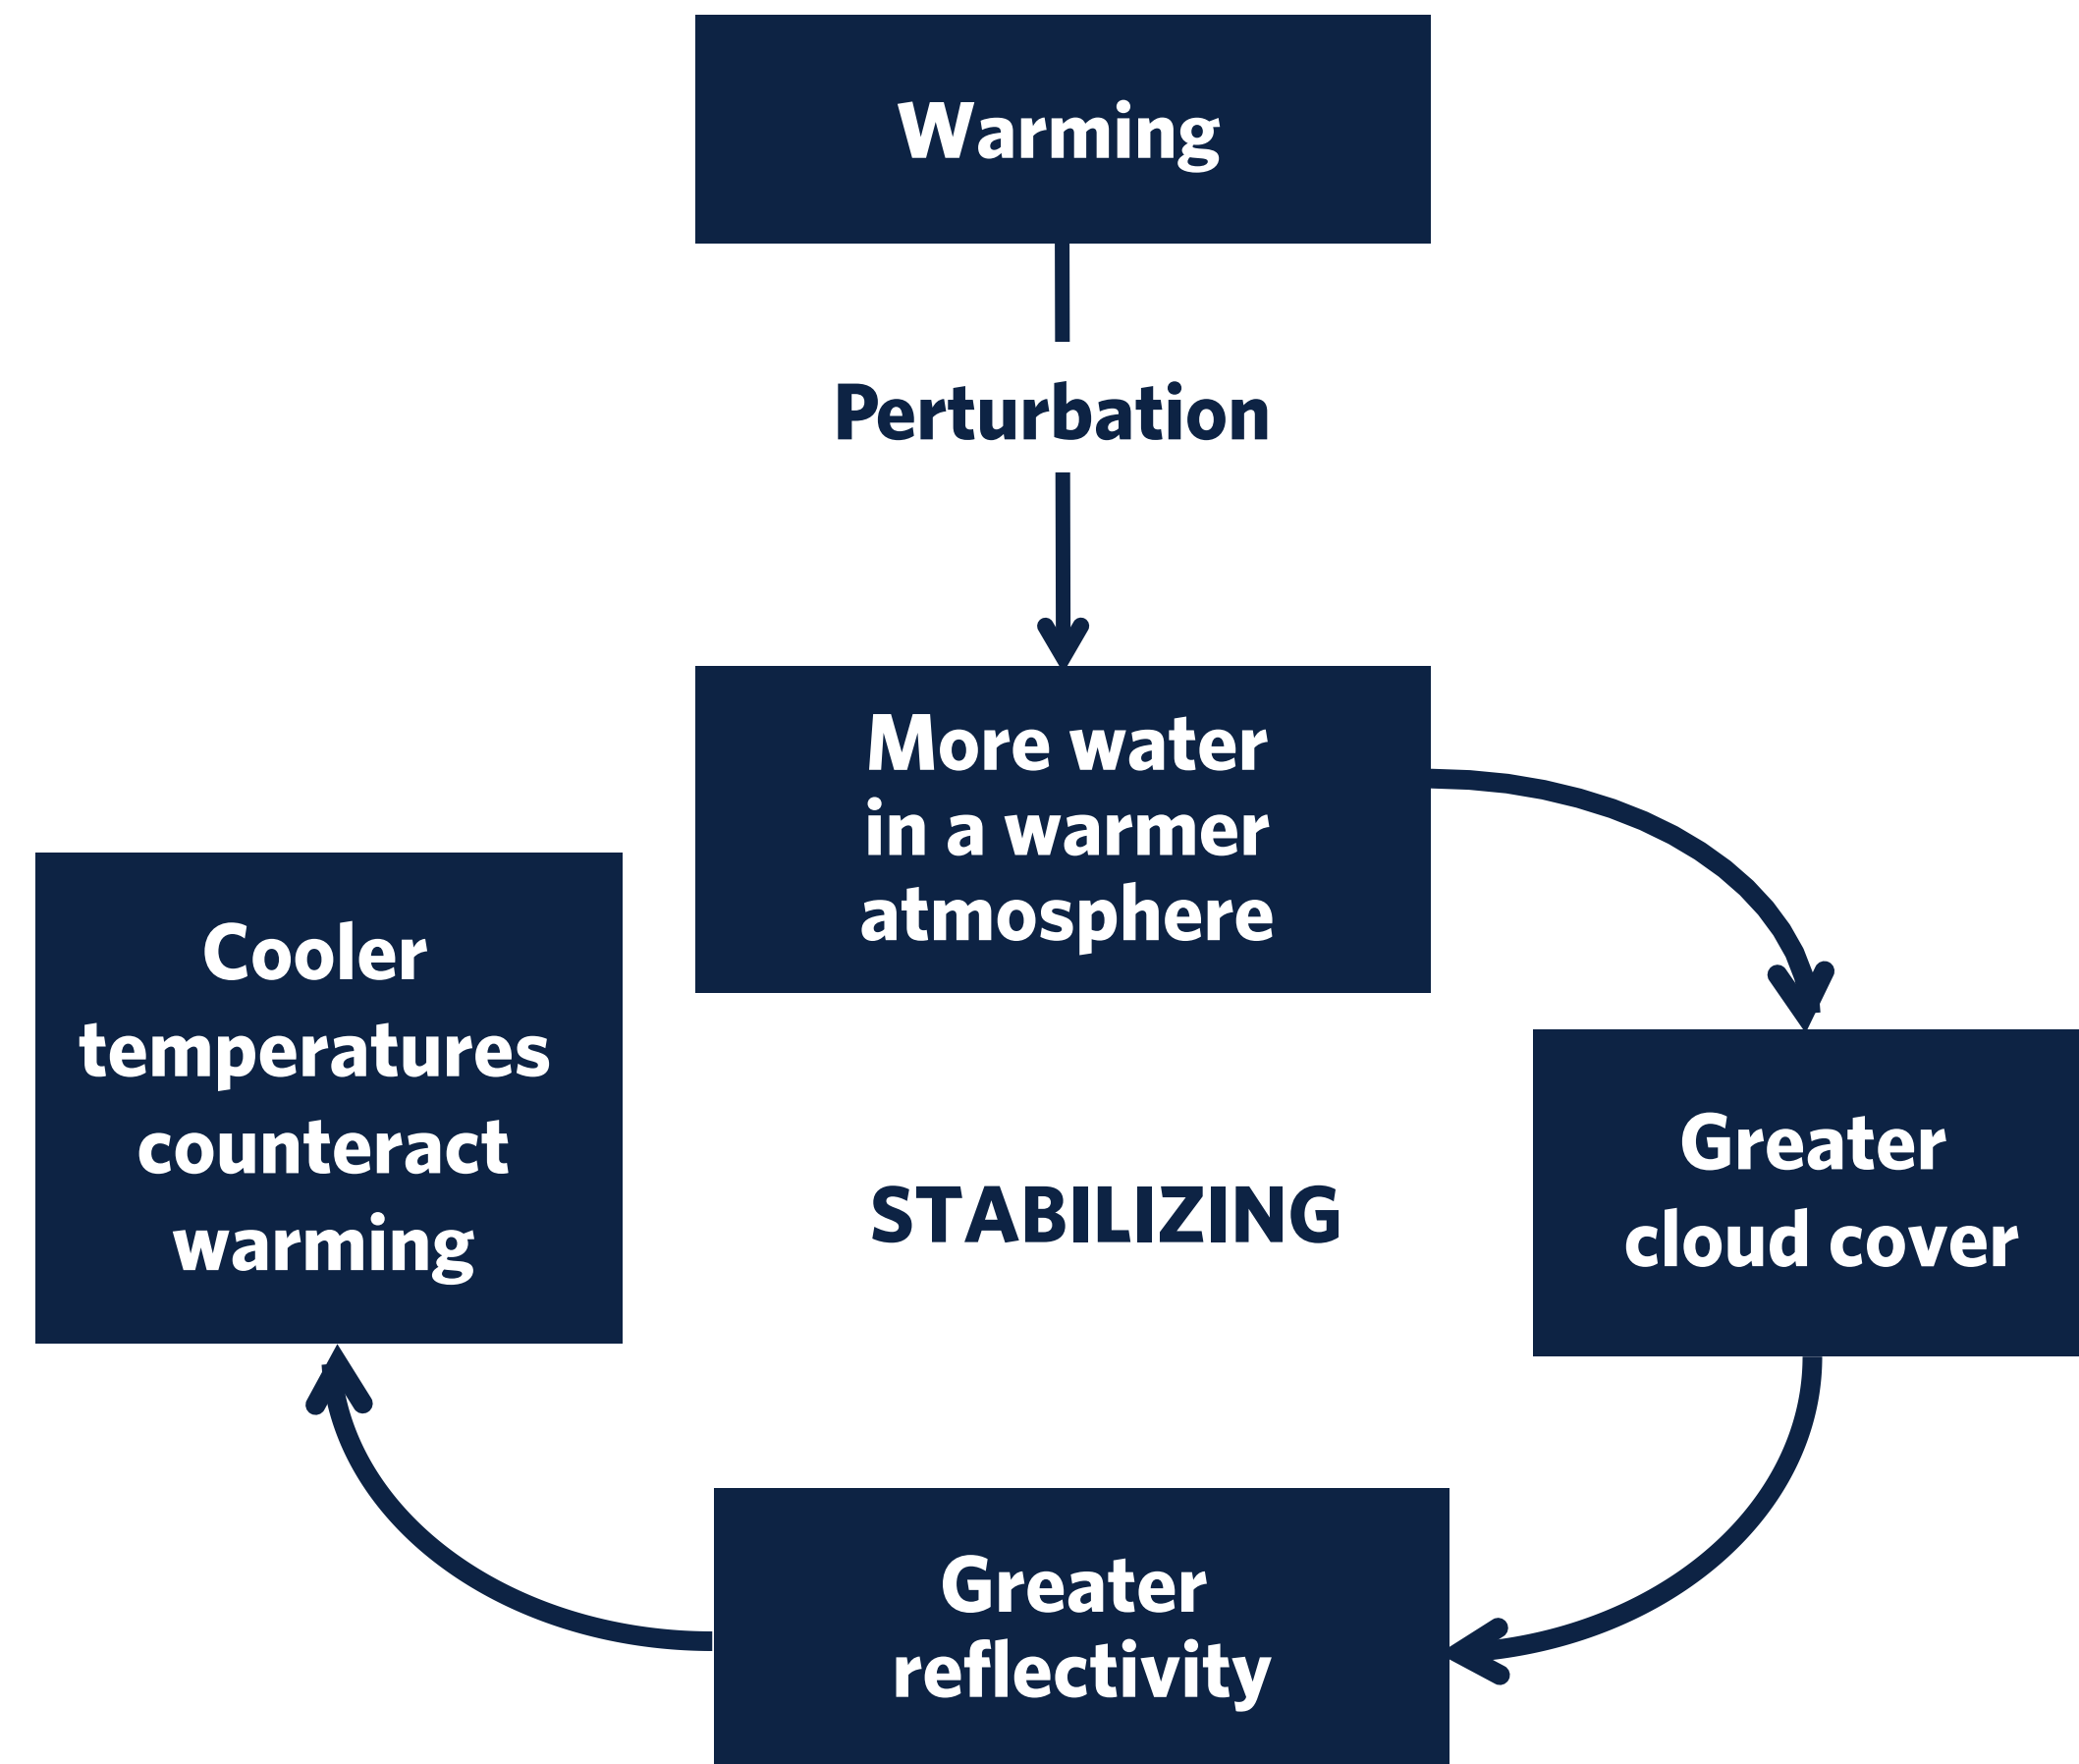 Warming
Perturbation
More water
in a warmer
atmosphere
Greater
cloud cover
Greater
reflectivity
Cooler
temperatures
counteract
warming
STABILIZING